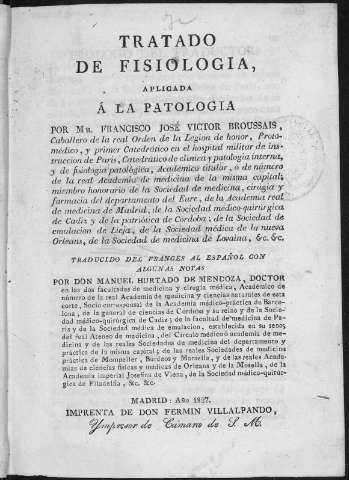 TRATADO
DE FISIOLOGIA,
APLICADA
Á LA PATOLOGIA
POR MR. FRANCISCO JOSÉ VICTOR BROUSSAIS,
Caballero de la real Orden de la Legion de honor, Proto-
médico, y primer Catedrático en el hospital militar de ins-
truccion de Paris, Catedrático de clínica y patologia interna,
y de fisiologia patológica, Académico titular, ó de número
de la real Academia de medicina de la misma capital;
miembro honorario de la Sociedad de medicina, cirugia y
farmacia del departamento del Eure, de la Academia real
de medicina de Madrid, de la Sociedad médico-quirúrgica
de Cadiz y de la patriótica de Córdoba; de la Sociedad de
emulacion de Lieja, de la Sociedad médica de la nueva
Orleans, de la Sociedad de medicina de Lovaina, &c. &c.
TRADUCIDO DEL FRANCES AL ESPAÑOL CON
ALGUNAS NOTAS
POR DON MANUEL HURTADO DE MENDOZA, DOCTOR
en las dos facultades de medicina y cirugia médica, Académico de
número de la real Academia de medicina y ciencias naturales de esta
corte, Socio corresponsal de la Academia médico-práctica de Barce-
lona, de la general de ciencias de Córdoba y su reino y de la Socie-
dad médico-quirúrgica de Cadiz; de la facultad de medicina de Pa-
ris y de la Sociedad médica de emulacion, establecida en su seno;
del real Ateneo de medicina, del Círculo médico ó academia de me-
dicina y de las reales Sociedades de medicina del departamento y
práctica de la misma capital; de las reales Sociedades de medicina
práctica de Mompeller, Burdeos y Marsella, y de las reales Acade-
mias de ciencias físicas y médicas de Orleans y de la Mosella, de la
Academia imperial Josefina de Viena, de la Sociedad médico-quirúr-
gica de Filadelfia, &c. &c.
MADRID: Año 1827.
IMPRENTA DE DON FERMIN VILLALPANDO,
Impresor de Cámara de S. M.